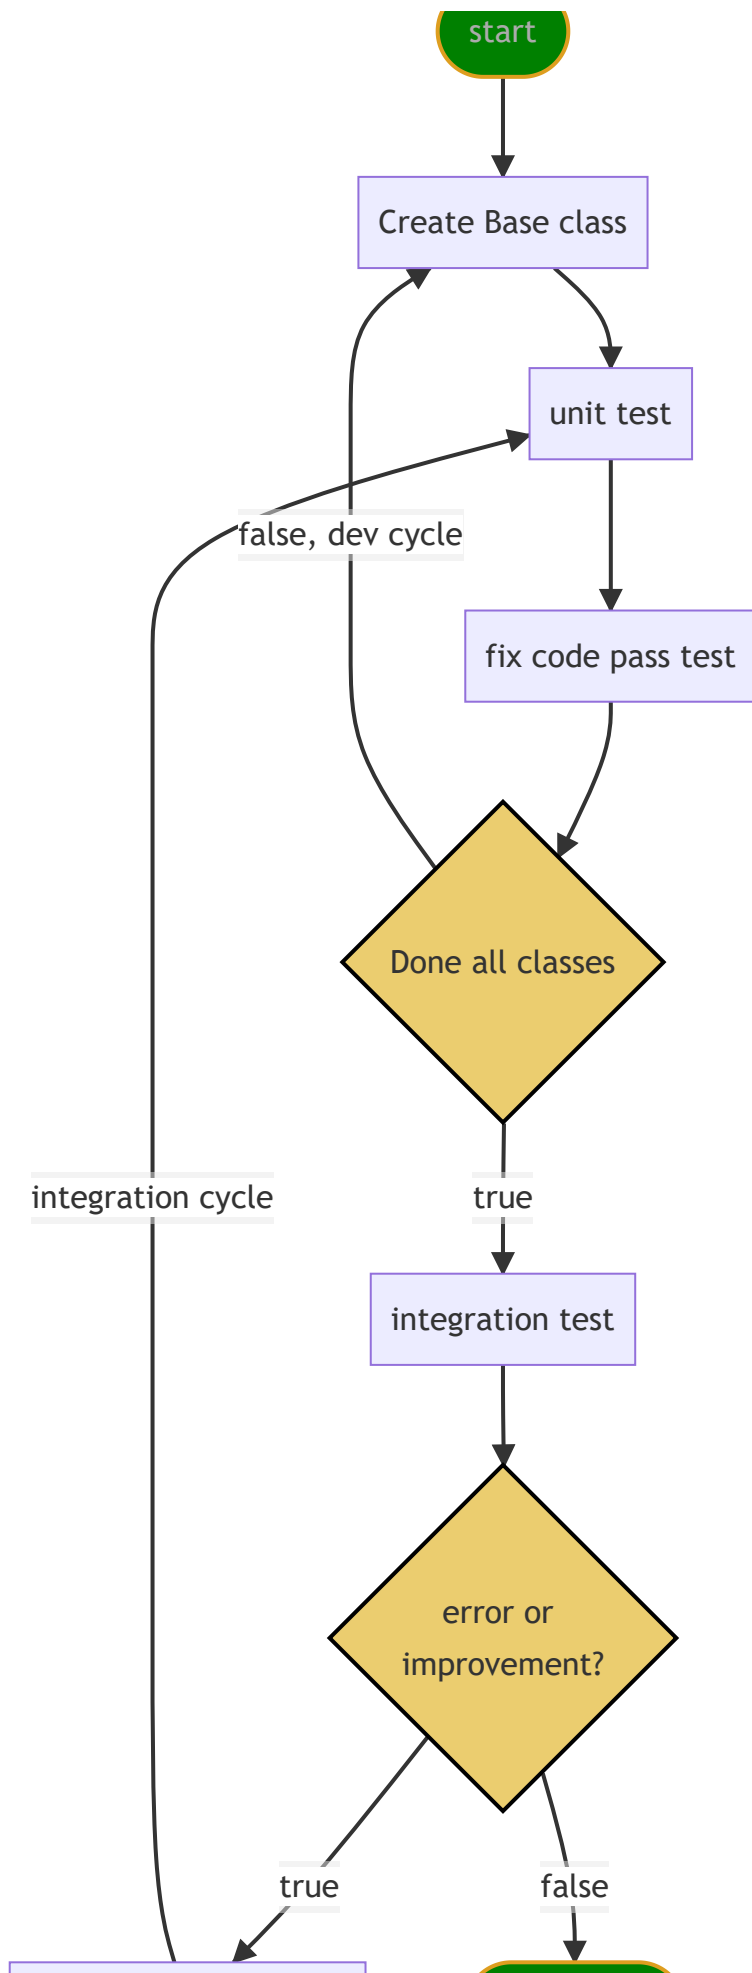 start
Create Base class
unit test
false, dev cycle
fix code pass test
Done all classes
integration cycle
true
integration test
error or
improvement?
true
false